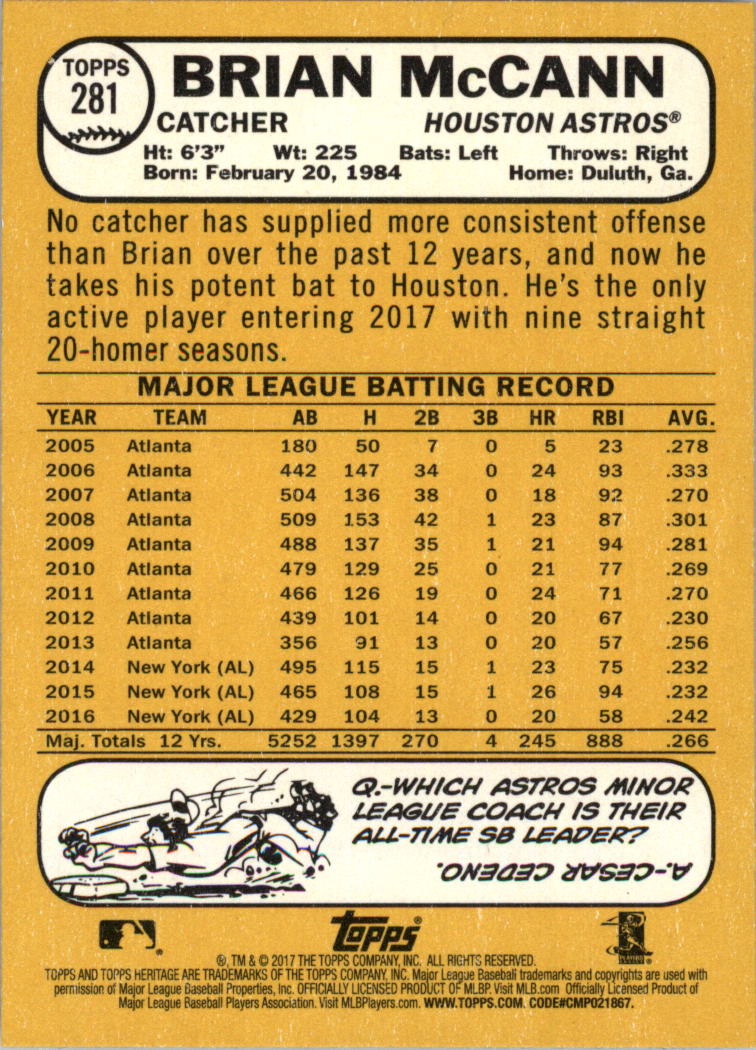 TOPPS
281
BRIAN McCANN
CATCHER HOUSTON ASTROS®
Ht: 6'3" Wt: 225 Bats: Left Throws: Right
Born: February 20, 1984 Home: Duluth, Ga.
No catcher has supplied more consistent offense
than Brian over the past 12 years, and now he
takes his potent bat to Houston. He's the only
active player entering 2017 with nine straight
20-homer seasons.
MAJOR LEAGUE BATTING RECORD
YEAR TEAM AB H 2B 3B HR RBI AVG.
2005 Atlanta 180 50 7 0 5 23 .278
2006 Atlanta 442 147 34 0 24 93 .333
2007 Atlanta 504 136 38 0 18 92 .270
2008 Atlanta 509 153 42 1 23 87 .301
2009 Atlanta 488 137 35 1 21 94 .281
2010 Atlanta 479 129 25 0 21 77 .269
2011 Atlanta 466 126 19 0 24 71 .270
2012 Atlanta 439 101 14 0 20 67 .230
2013 Atlanta 356 91 13 0 20 57 .256
2014 New York (AL) 495 115 15 1 23 75 .232
2015 New York (AL) 465 108 15 1 26 94 .232
2016 New York (AL) 429 104 13 0 20 58 .242
Maj. Totals 12 Yrs. 5252 1397 270 4 245 888 .266
Q.-WHICH ASTROS MINOR
LEAGUE COACH IS THEIR
ALL-TIME SB LEADER?
A.-CESAR CEDENO.
topps®
PLAYERS
®, TM & © 2017 THE TOPPS COMPANY, INC. ALL RIGHTS RESERVED.
TOPPS AND TOPPS HERITAGE ARE TRADEMARKS OF THE TOPPS COMPANY, INC. Major League Baseball trademarks and copyrights are used with
permission of Major League Baseball Properties, Inc. OFFICIALLY LICENSED PRODUCT OF MLBP. Visit MLB.com Officially Licensed Product of
Major League Baseball Players Association. Visit MLBPlayers.com. WWW.TOPPS.COM. CODE#CMP021867.